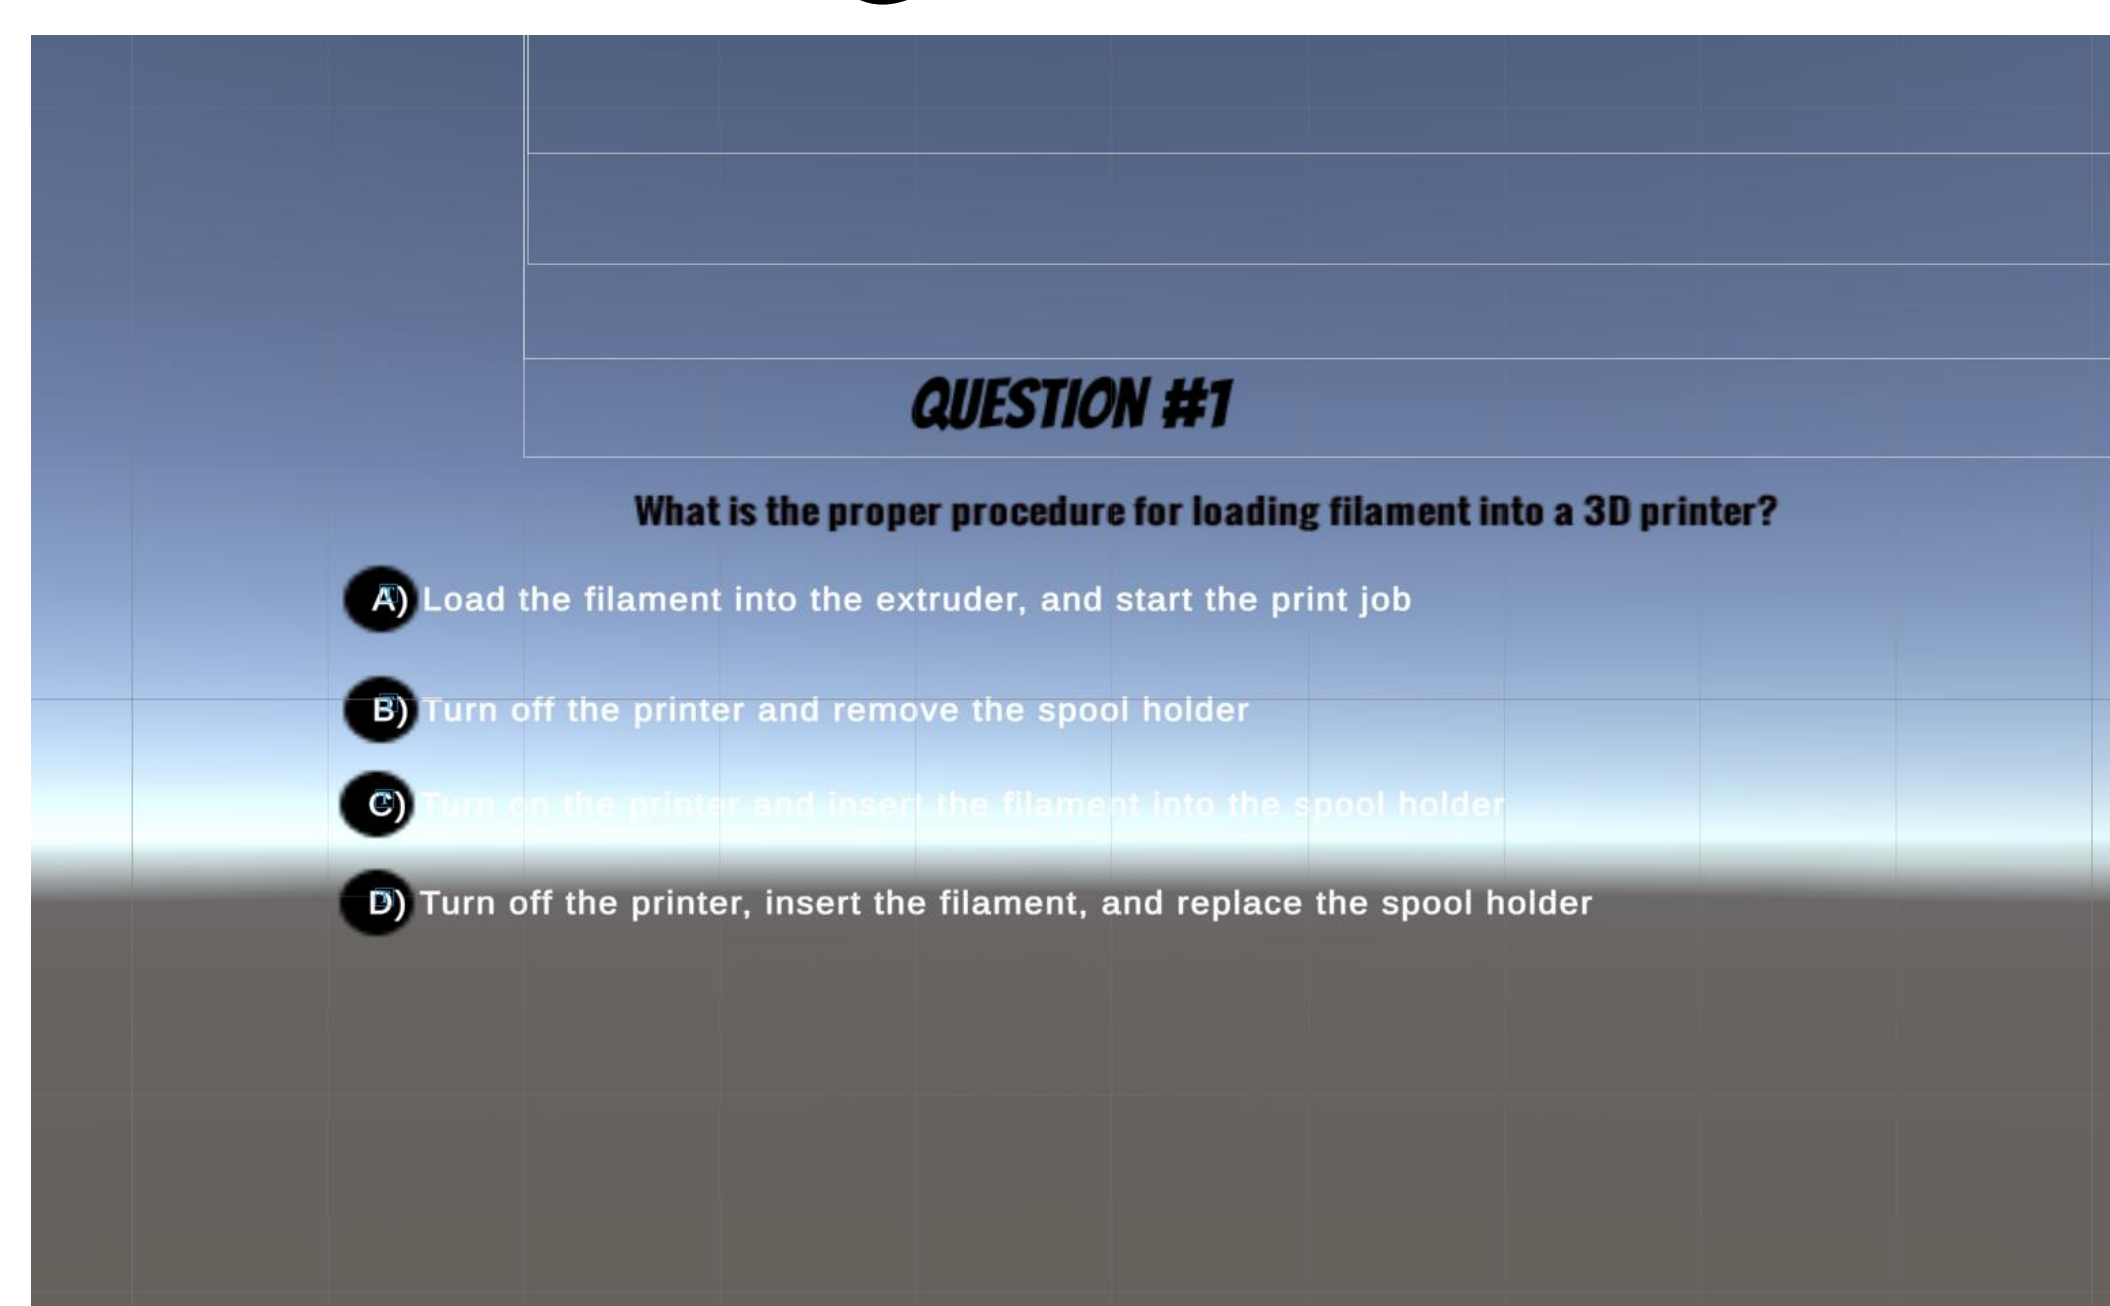 QUESTION #1
What is the proper procedure for loading filament into a 3D printer?
A) Load the filament into the extruder, and start the print job
B) Turn off the printer and remove the spool holder
C) Turn on the printer and insert the filament into the spool holder
D) Turn off the printer, insert the filament, and replace the spool holder